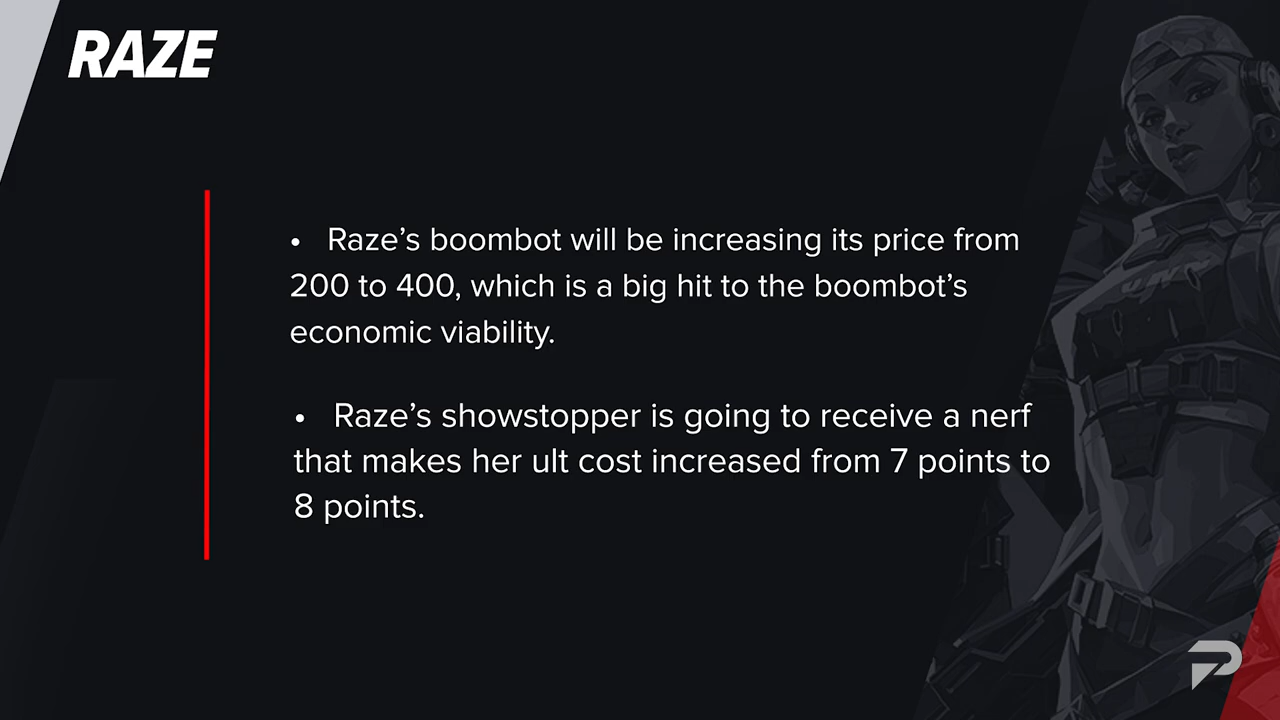 RAZE
• Raze’s boombot will be increasing its price from
200 to 400, which is a big hit to the boombot’s
economic viability.
• Raze’s showstopper is going to receive a nerf
that makes her ult cost increased from 7 points to
8 points.